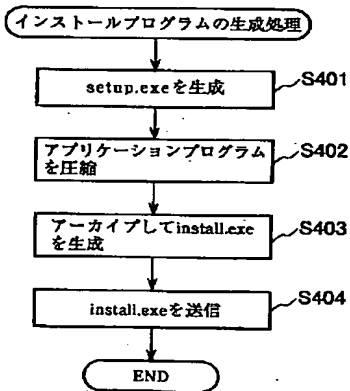 インストールプログラムの生成処理
setup.exeを生成
S401
アプリケーションプログラム
を圧縮
S402
アーカイブしてinstall.exe
を生成
S403
install.exeを送信
S404
END